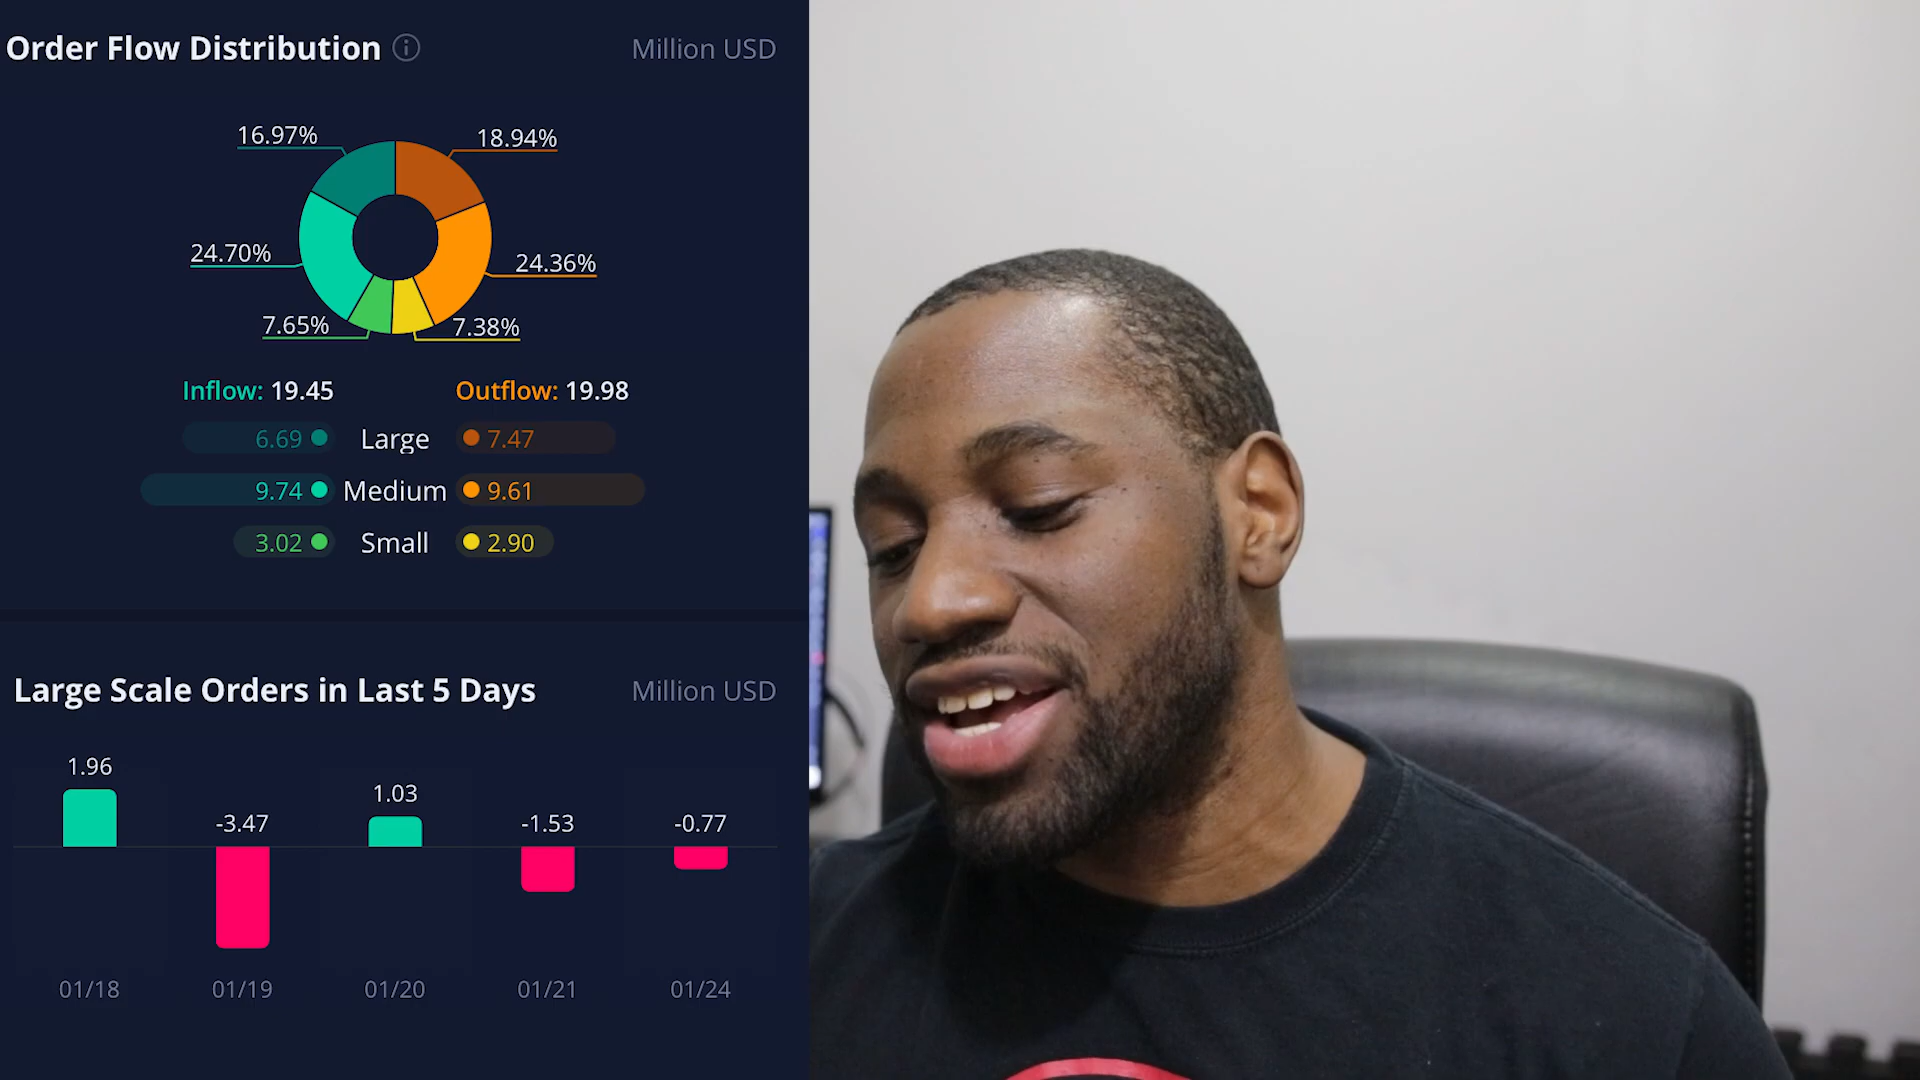 Order Flow Distribution
Million USD
16.97%
18.94%
24.70%
24.36%
7.65%
7.38%
Inflow: 19.45
Outflow: 19.98
6.69 Large 7.47
9.74 Medium 9.61
3.02 Small 2.90
Large Scale Orders in Last 5 Days
Million USD
1.96
-3.47
1.03
-1.53
-0.77
01/18
01/19
01/20
01/21
01/24